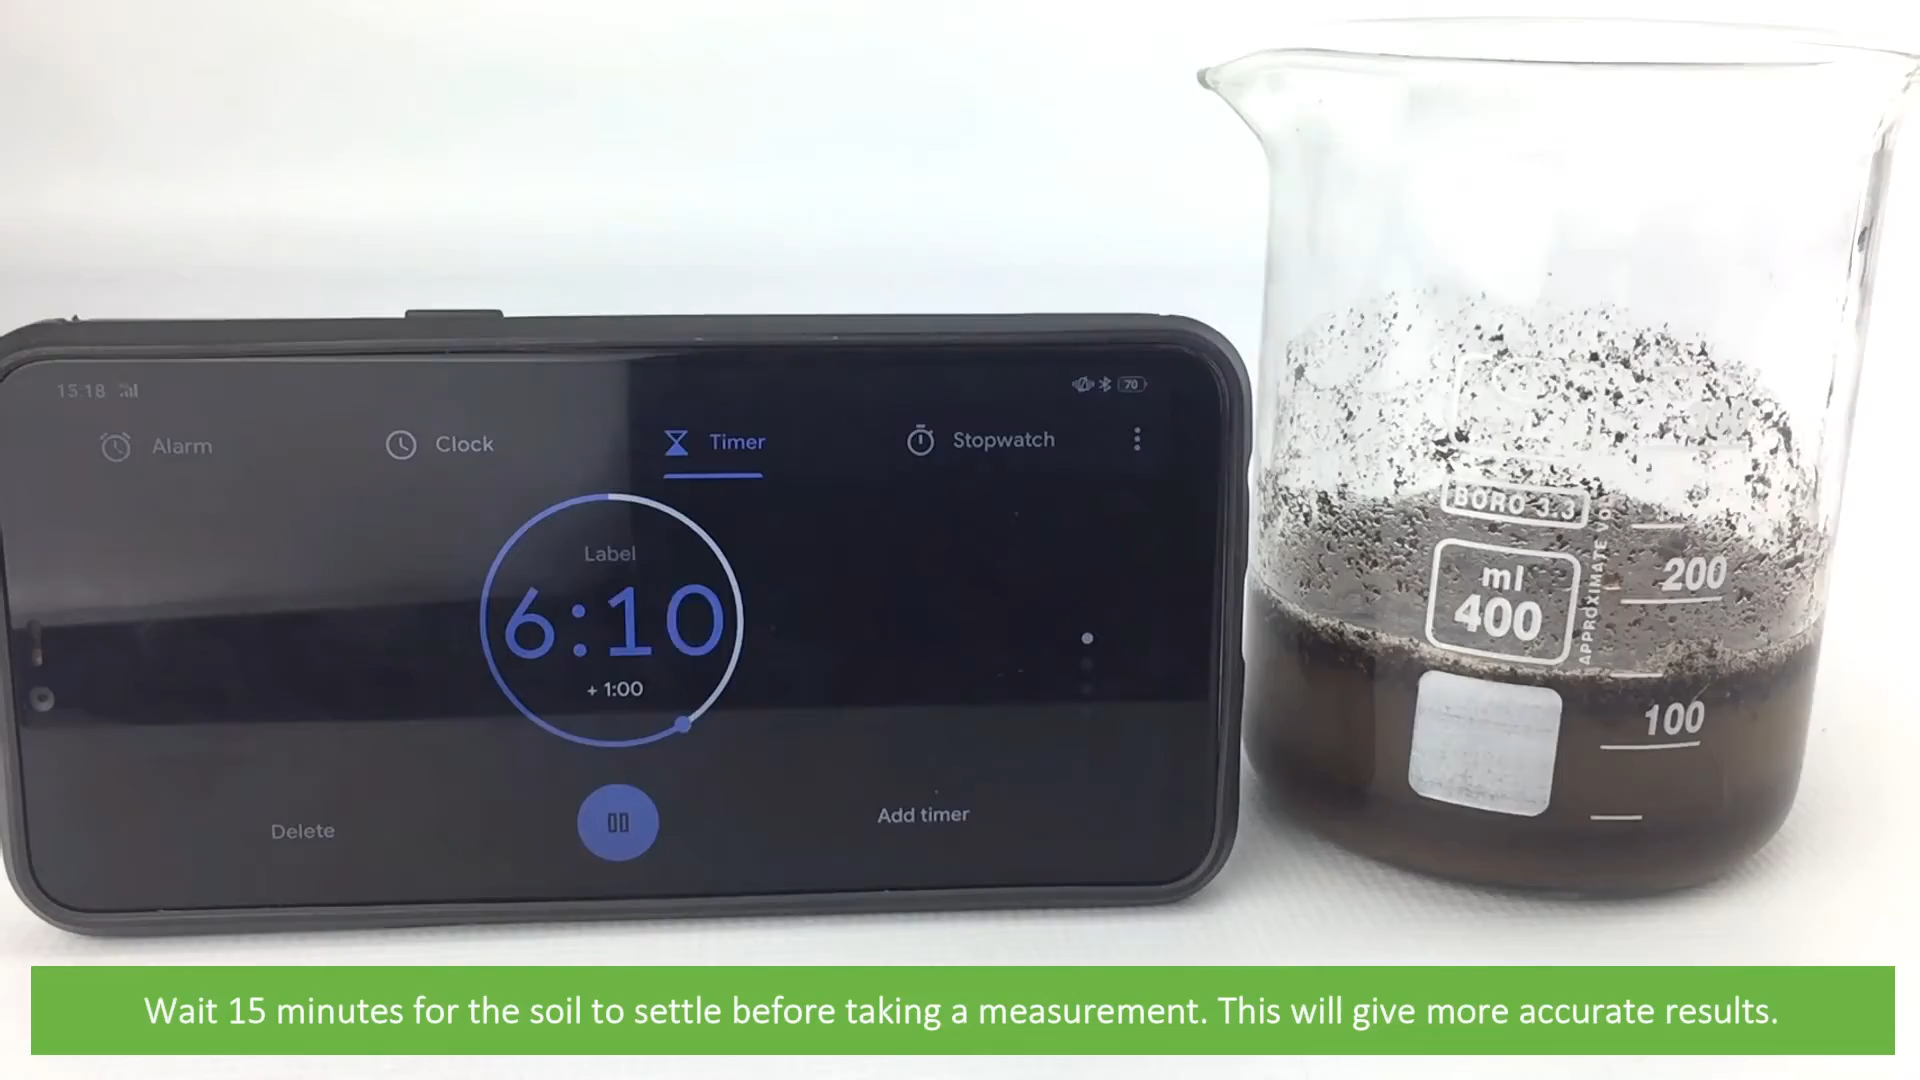 15:18
70
Alarm
Clock
Timer
Stopwatch
Label
6:10
+ 1:00
Delete
Add timer
BORO 3.3
ml
400
APPROXIMATE VOL
200
100
Wait 15 minutes for the soil to settle before taking a measurement. This will give more accurate results.